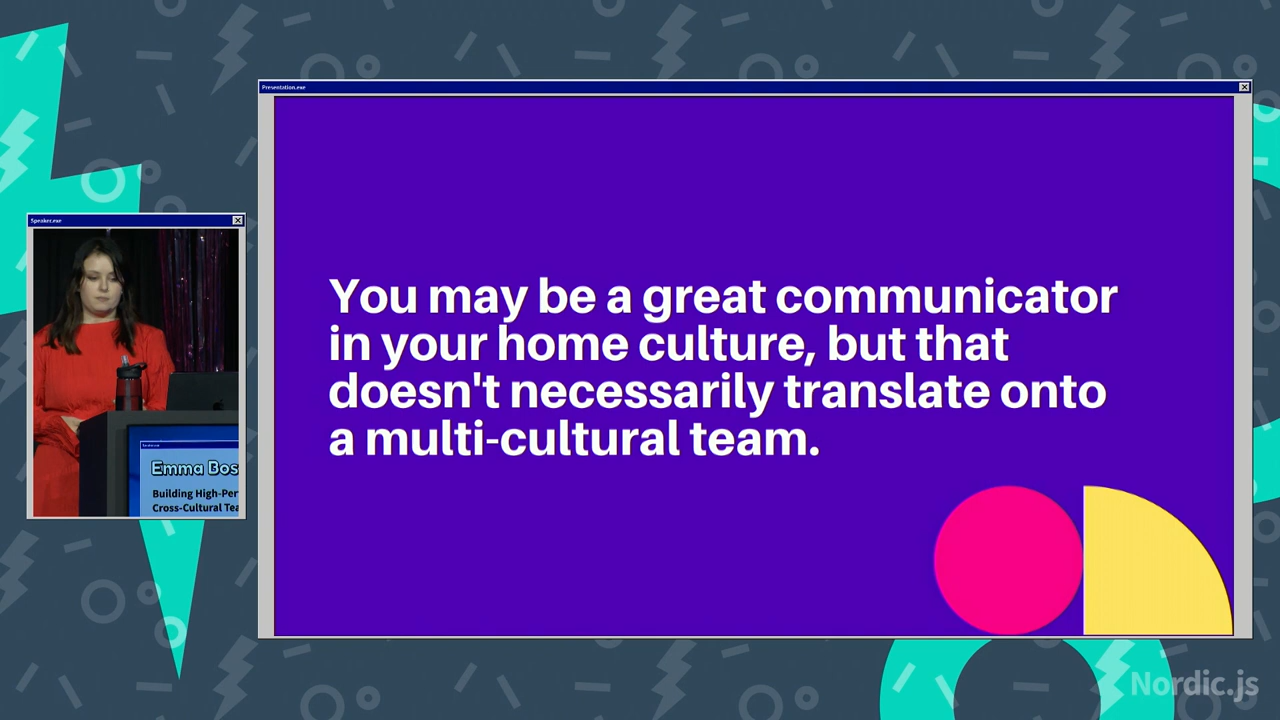 Presentation.exe
You may be a great communicator
in your home culture, but that
doesn't necessarily translate onto
a multi-cultural team.
Speaker.exe
Emma Bos
Building High-Per
Cross-Cultural Tea
Nordic.js